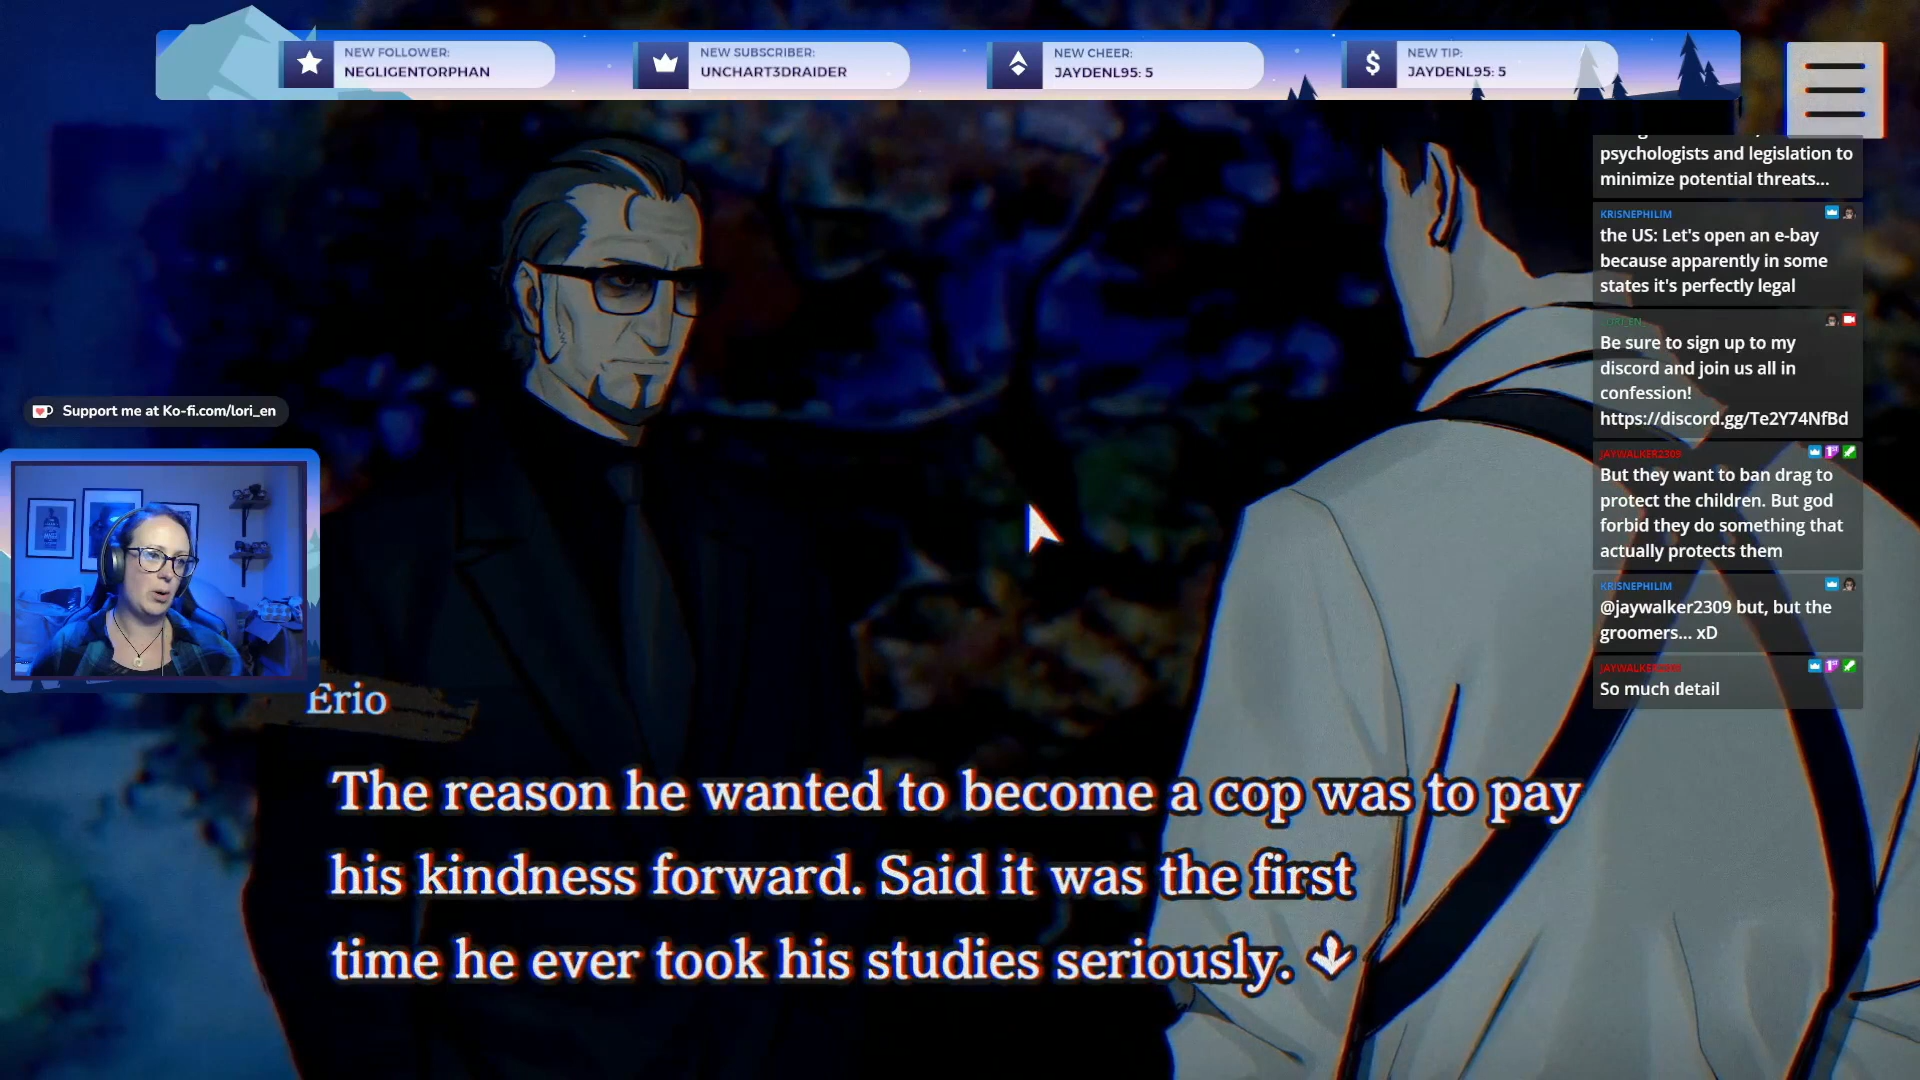 NEW FOLLOWER:
NEGLIGENTORPHAN
NEW SUBSCRIBER:
UNCHART3DRAIDER
NEW CHEER:
JAYDENL95: 5
NEW TIP:
JAYDENL95: 5
psychologists and legislation to
minimize potential threats...
KRISNEPHILIM
the US: Let's open an e-bay
because apparently in some
states it's perfectly legal
LORI_EN_
Be sure to sign up to my
discord and join us all in
confession!
https://discord.gg/Te2Y74NfBd
JAYWALKER2309
But they want to ban drag to
protect the children. But god
forbid they do something that
actually protects them
KRISNEPHILIM
@jaywalker2309 but, but the
groomers... xD
JAYWALKER2309
So much detail
Support me at Ko-fi.com/lori_en
Erio
The reason he wanted to become a cop was to pay
his kindness forward. Said it was the first
time he ever took his studies seriously.